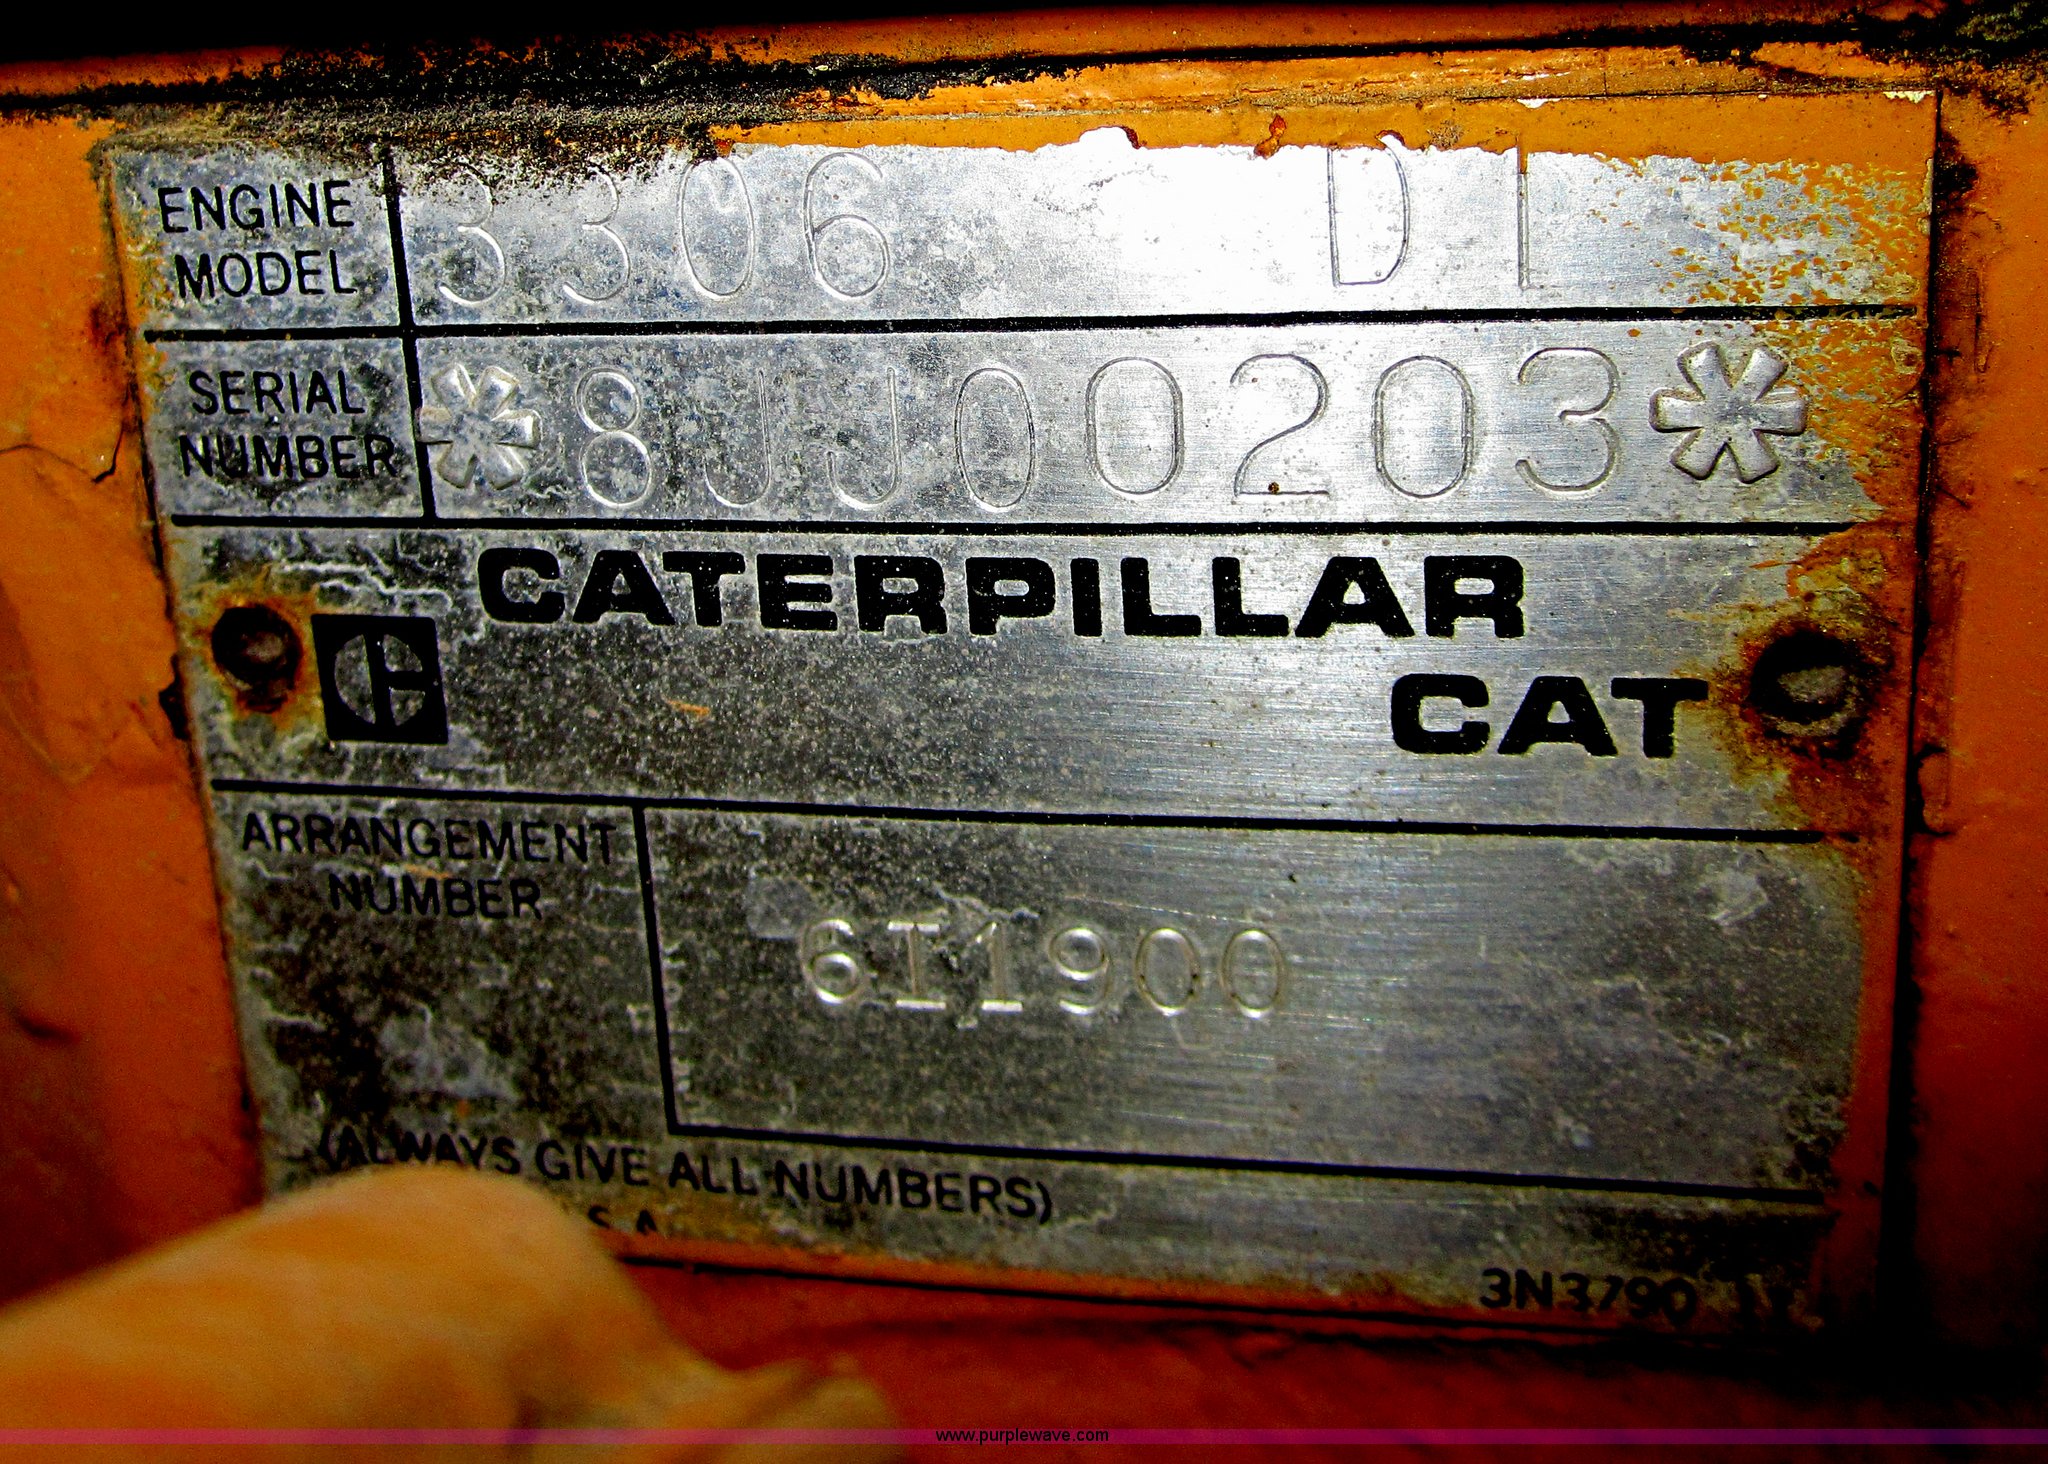 ENGINE
MODEL
3306 DI
SERIAL
NUMBER
*8JJ00203*
CATERPILLAR
CAT
ARRANGEMENT
NUMBER
6I1900
(ALWAYS GIVE ALL NUMBERS)
S.A.
3N3790
www.purplewave.com